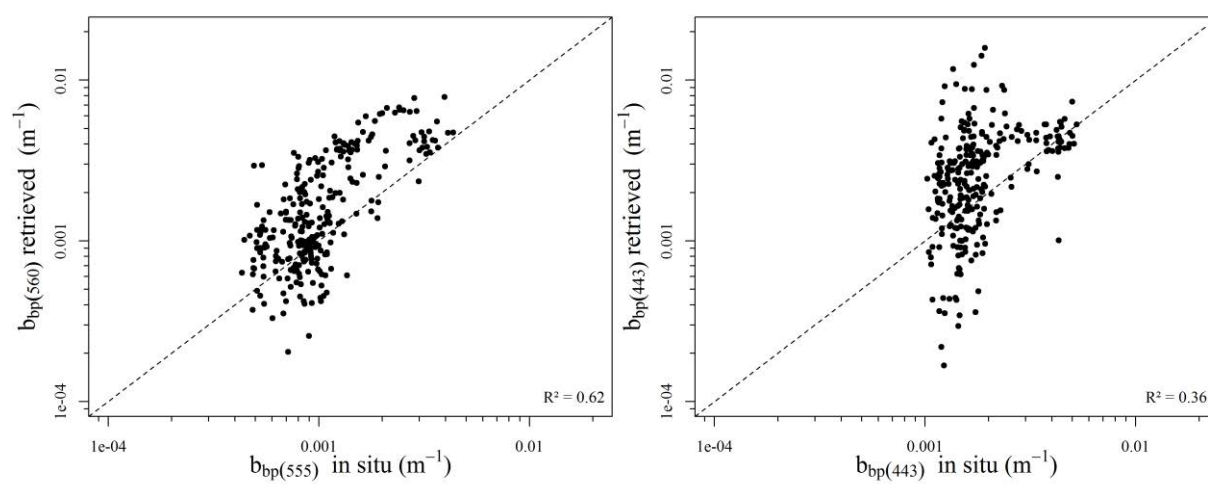 0.01
0.001
1e-04
b_bp(560) retrieved (m⁻¹)
R² = 0.62
1e-04 0.001 0.01
b_bp(555) in situ (m⁻¹)
0.01
0.001
1e-04
b_bp(443) retrieved (m⁻¹)
R² = 0.36
1e-04 0.001 0.01
b_bp(443) in situ (m⁻¹)